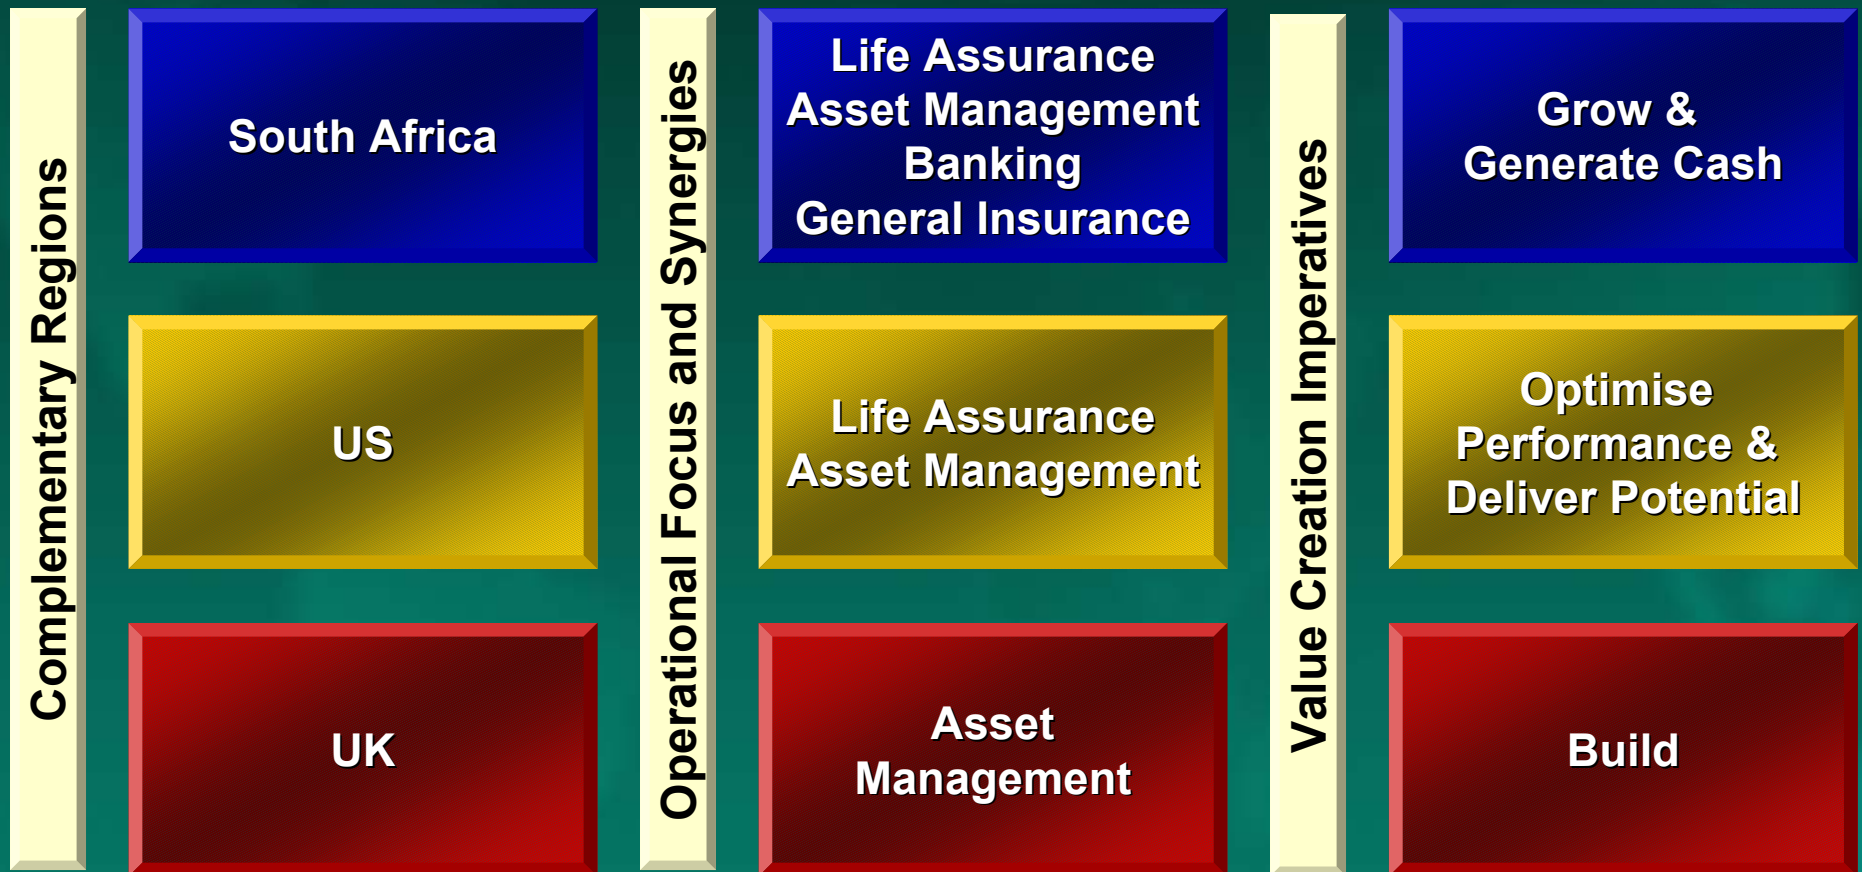 Complementary Regions
South Africa
US
UK
Operational Focus and Synergies
Life Assurance
Asset Management
Banking
General Insurance
Life Assurance
Asset Management
Asset
Management
Value Creation Imperatives
Grow &
Generate Cash
Optimise
Performance &
Deliver Potential
Build